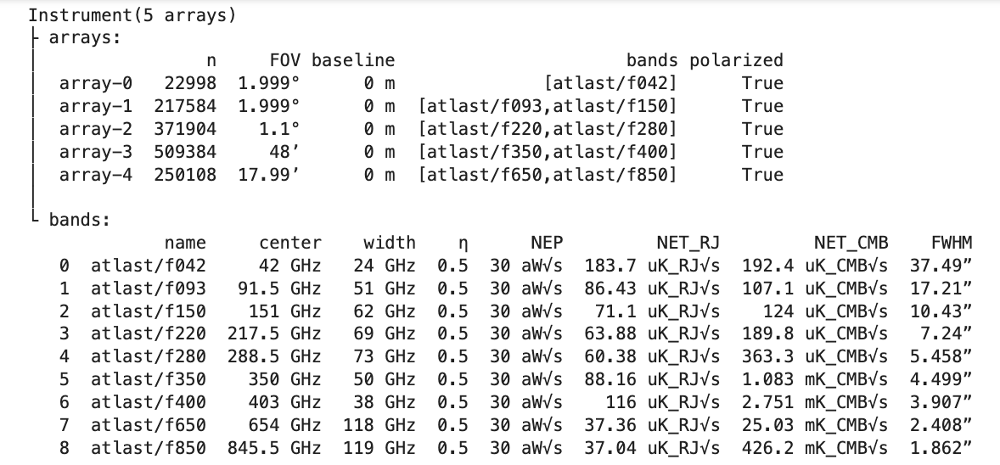 Instrument(5 arrays)
├ arrays:
│                n     FOV baseline                      bands polarized
│  array-0   22998  1.999°      0 m              [atlast/f042]      True
│  array-1  217584  1.999°      0 m  [atlast/f093,atlast/f150]      True
│  array-2  371904    1.1°      0 m  [atlast/f220,atlast/f280]      True
│  array-3  509384     48’      0 m  [atlast/f350,atlast/f400]      True
│  array-4  250108  17.99’      0 m  [atlast/f650,atlast/f850]      True
│
└ bands:
             name     center    width    η      NEP         NET_RJ         NET_CMB    FWHM
   0  atlast/f042     42 GHz   24 GHz  0.5  30 aW√s  183.7 uK_RJ√s  192.4 uK_CMB√s  37.49”
   1  atlast/f093   91.5 GHz   51 GHz  0.5  30 aW√s  86.43 uK_RJ√s  107.1 uK_CMB√s  17.21”
   2  atlast/f150    151 GHz   62 GHz  0.5  30 aW√s   71.1 uK_RJ√s    124 uK_CMB√s  10.43”
   3  atlast/f220  217.5 GHz   69 GHz  0.5  30 aW√s  63.88 uK_RJ√s  189.8 uK_CMB√s   7.24”
   4  atlast/f280  288.5 GHz   73 GHz  0.5  30 aW√s  60.38 uK_RJ√s  363.3 uK_CMB√s  5.458”
   5  atlast/f350    350 GHz   50 GHz  0.5  30 aW√s  88.16 uK_RJ√s  1.083 mK_CMB√s  4.499”
   6  atlast/f400    403 GHz   38 GHz  0.5  30 aW√s    116 uK_RJ√s  2.751 mK_CMB√s  3.907”
   7  atlast/f650    654 GHz  118 GHz  0.5  30 aW√s  37.36 uK_RJ√s  25.03 mK_CMB√s  2.408”
   8  atlast/f850  845.5 GHz  119 GHz  0.5  30 aW√s  37.04 uK_RJ√s  426.2 mK_CMB√s  1.862”